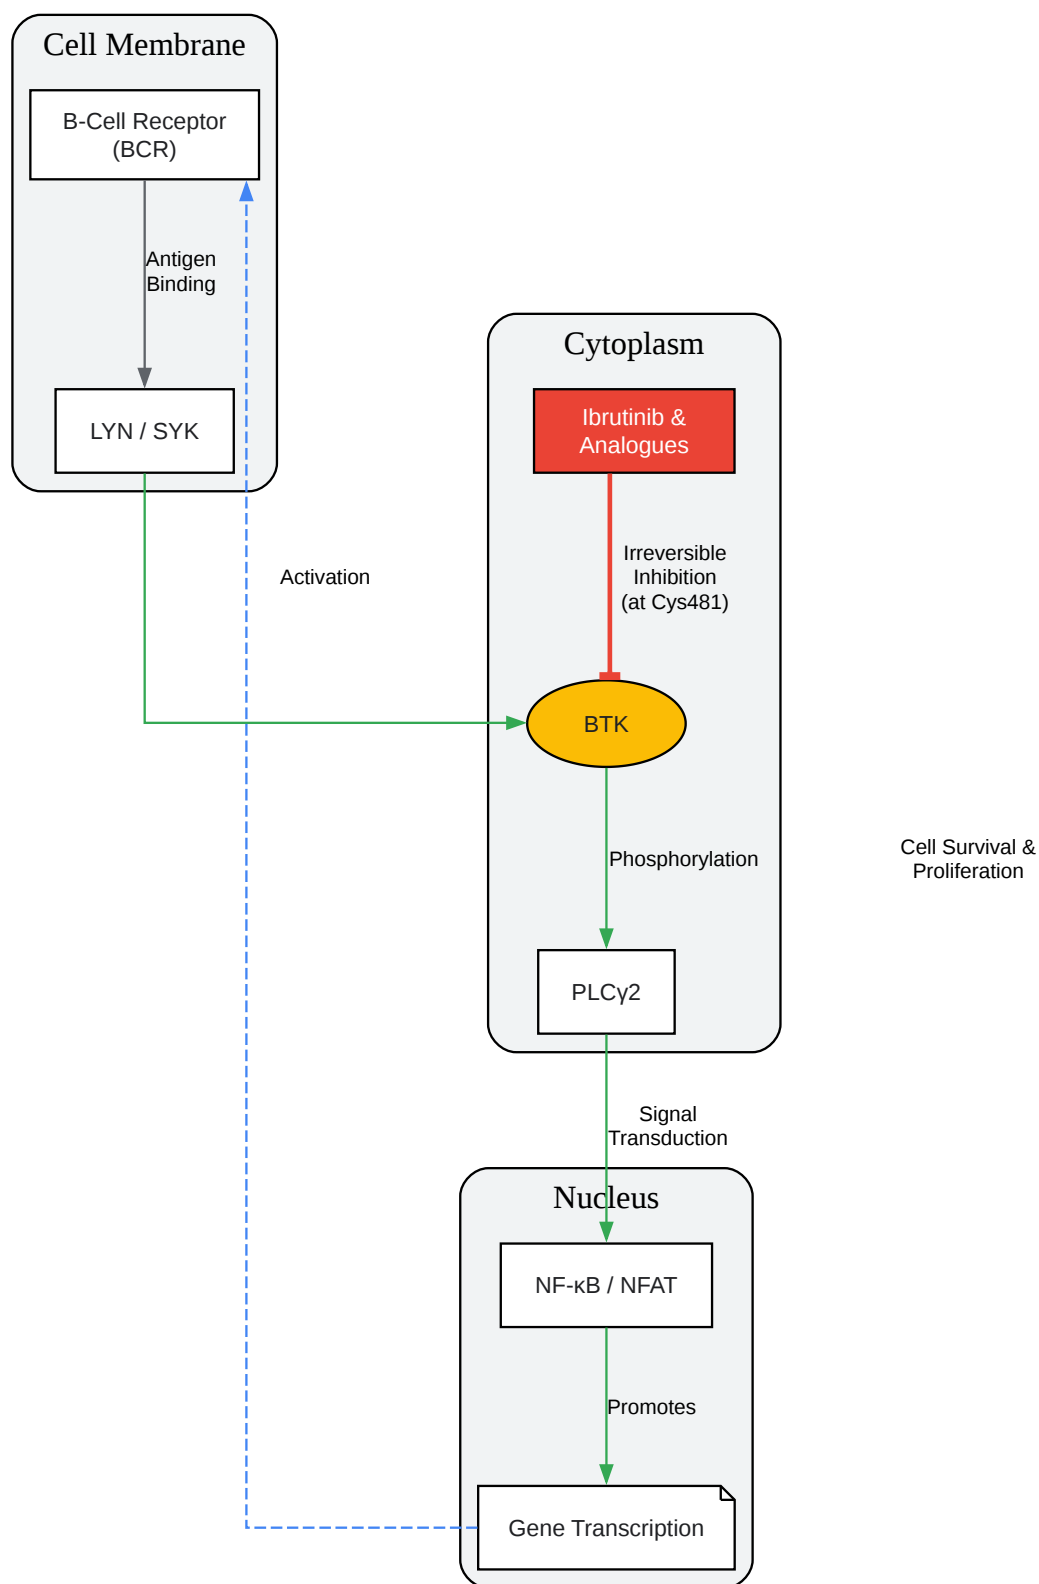 Cell Membrane
B-Cell Receptor
(BCR)
Antigen
Binding
LYN / SYK
Activation
Cytoplasm
Ibrutinib &
Analogues
Irreversible
Inhibition
(at Cys481)
BTK
Phosphorylation
PLCγ2
Cell Survival &
Proliferation
Signal
Transduction
Nucleus
NF-κB / NFAT
Promotes
Gene Transcription